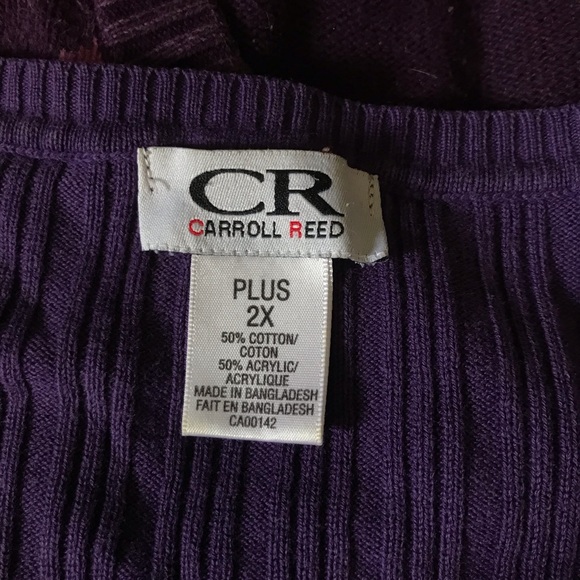 CR
CARROLL REED
PLUS
2X
50% COTTON/
COTON
50% ACRYLIC/
ACRYLIQUE
MADE IN BANGLADESH
FAIT EN BANGLADESH
CA00142